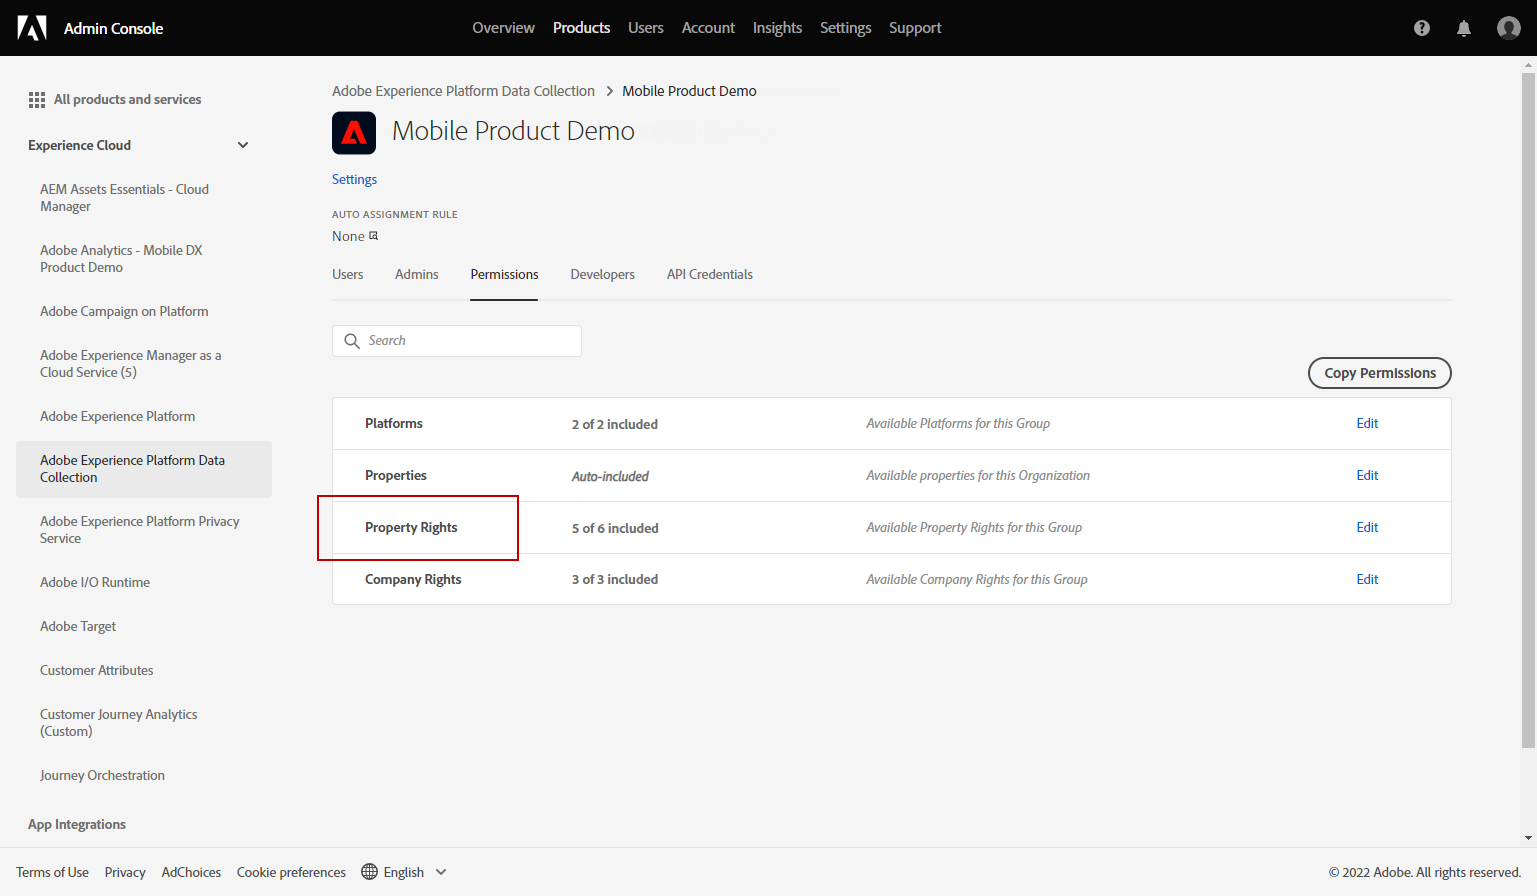 Admin Console
Overview Products Users Account Insights Settings Support
All products and services
Experience Cloud
AEM Assets Essentials - Cloud
Manager
Adobe Analytics - Mobile DX
Product Demo
Adobe Campaign on Platform
Adobe Experience Manager as a
Cloud Service (5)
Adobe Experience Platform
Adobe Experience Platform Data
Collection
Adobe Experience Platform Privacy
Service
Adobe I/O Runtime
Adobe Target
Customer Attributes
Customer Journey Analytics
(Custom)
Journey Orchestration
App Integrations
Adobe Experience Platform Data Collection > Mobile Product Demo
Mobile Product Demo
Settings
AUTO ASSIGNMENT RULE
None
Users Admins Permissions Developers API Credentials
Search
Copy Permissions
Platforms 2 of 2 included Available Platforms for this Group Edit
Properties Auto-included Available properties for this Organization Edit
Property Rights 5 of 6 included Available Property Rights for this Group Edit
Company Rights 3 of 3 included Available Company Rights for this Group Edit
Terms of Use Privacy AdChoices Cookie preferences English © 2022 Adobe. All rights reserved.